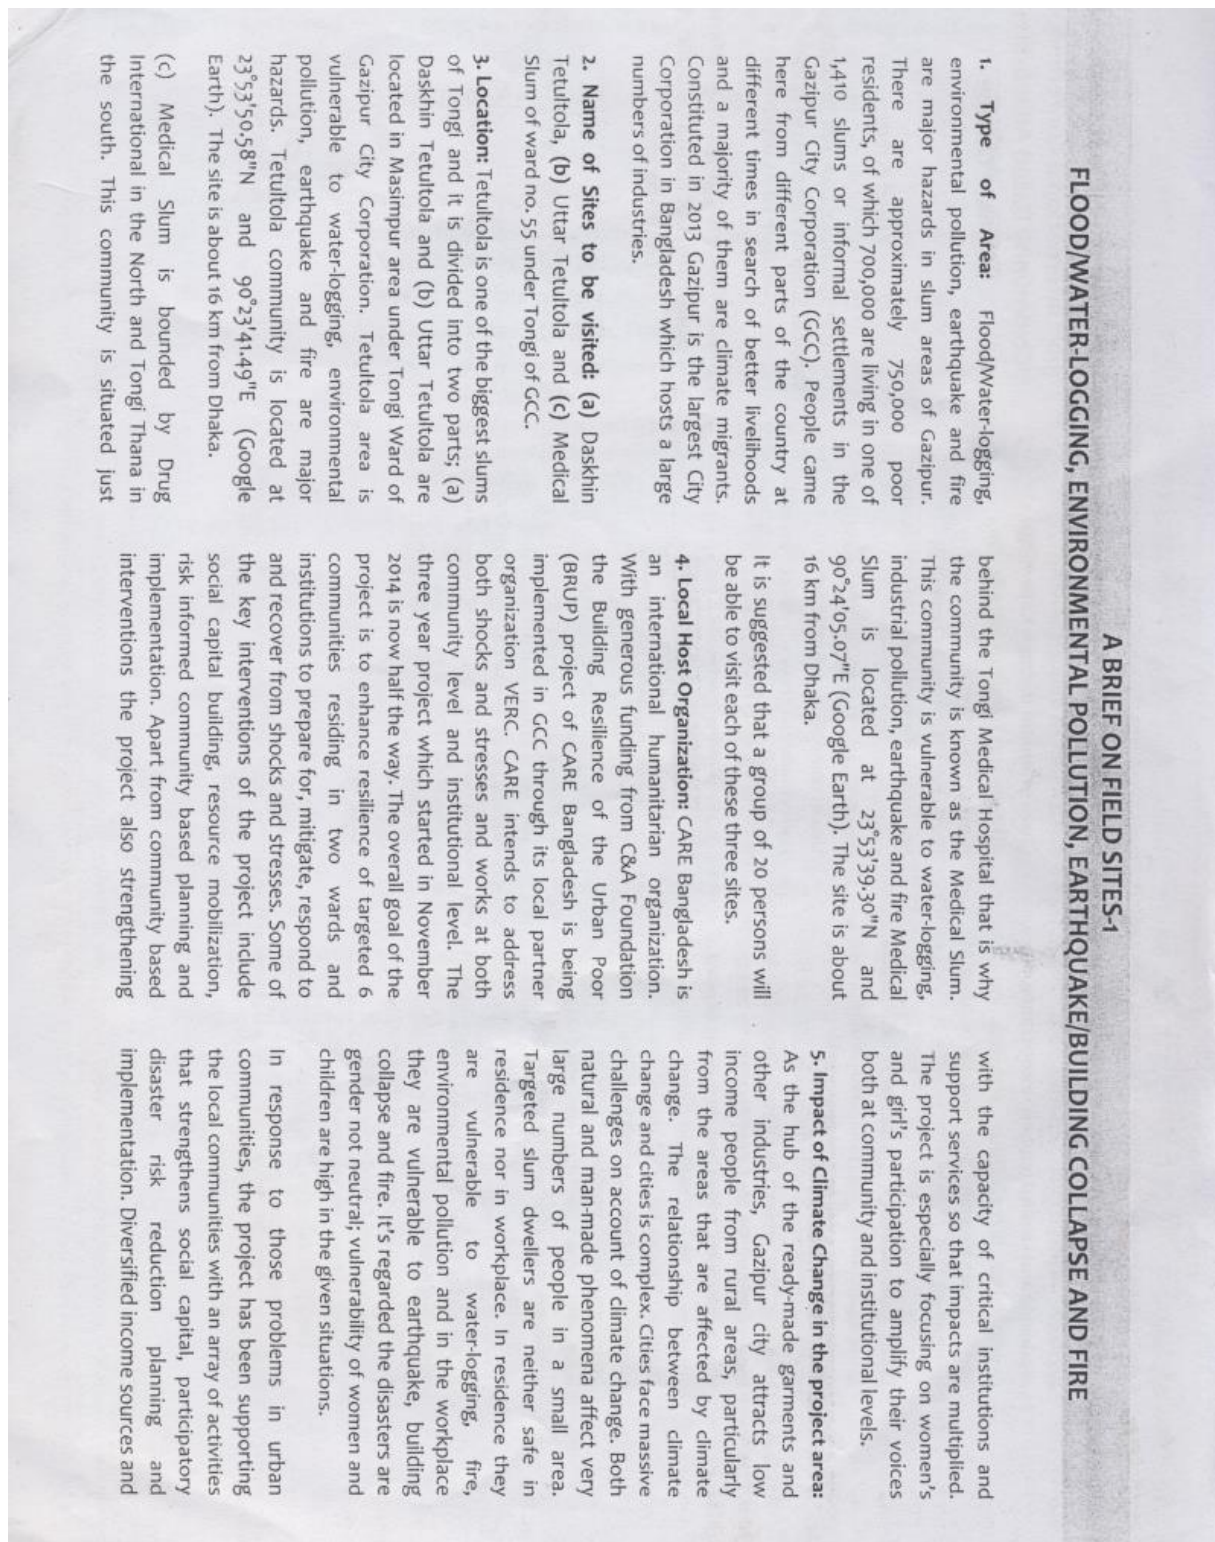 A BRIEF ON FIELD SITES-1
FLOOD/WATER-LOGGING, ENVIRONMENTAL POLLUTION, EARTHQUAKE/BUILDING COLLAPSE AND FIRE
1. Type of Area: Flood/Water-logging,
environmental pollution, earthquake and fire
are major hazards in slum areas of Gazipur.
There are approximately 750,000 poor
residents, of which 700,000 are living in one of
1,410 slums or informal settlements in the
Gazipur City Corporation (GCC). People came
here from different parts of the country at
different times in search of better livelihoods
and a majority of them are climate migrants.
Constituted in 2013 Gazipur is the largest City
Corporation in Bangladesh which hosts a large
numbers of industries.
2. Name of Sites to be visited: (a) Daskhin
Tetultola, (b) Uttar Tetultola and (c) Medical
Slum of ward no. 55 under Tongi of GCC.
3. Location: Tetultola is one of the biggest slums
of Tongi and it is divided into two parts; (a)
Daskhin Tetultola and (b) Uttar Tetultola are
located in Masimpur area under Tongi Ward of
Gazipur City Corporation. Tetultola area is
vulnerable to water-logging, environmental
pollution, earthquake and fire are major
hazards. Tetultola community is located at
23°53'50.58"N and 90°23'41.49"E (Google
Earth). The site is about 16 km from Dhaka.
(c) Medical Slum is bounded by Drug
International in the North and Tongi Thana in
the south. This community is situated just
behind the Tongi Medical Hospital that is why
the community is known as the Medical Slum.
This community is vulnerable to water-logging,
industrial pollution, earthquake and fire Medical
Slum is located at 23°53'39.30"N and
90°24'05.07"E (Google Earth). The site is about
16 km from Dhaka.
It is suggested that a group of 20 persons will
be able to visit each of these three sites.
4. Local Host Organization: CARE Bangladesh is
an international humanitarian organization.
With generous funding from C&A Foundation
the Building Resilience of the Urban Poor
(BRUP) project of CARE Bangladesh is being
implemented in GCC through its local partner
organization VERC. CARE intends to address
both shocks and stresses and works at both
community level and institutional level. The
three year project which started in November
2014 is now half the way. The overall goal of the
project is to enhance resilience of targeted 6
communities residing in two wards and
institutions to prepare for, mitigate, respond to
and recover from shocks and stresses. Some of
the key interventions of the project include
social capital building, resource mobilization,
risk informed community based planning and
implementation. Apart from community based
interventions the project also strengthening
with the capacity of critical institutions and
support services so that impacts are multiplied.
The project is especially focusing on women's
and girl's participation to amplify their voices
both at community and institutional levels.
5. Impact of Climate Change in the project area:
As the hub of the ready-made garments and
other industries, Gazipur city attracts low
income people from rural areas, particularly
from the areas that are affected by climate
change. The relationship between climate
change and cities is complex. Cities face massive
challenges on account of climate change. Both
natural and man-made phenomena affect very
large numbers of people in a small area.
Targeted slum dwellers are neither safe in
residence nor in workplace. In residence they
are vulnerable to water-logging, fire,
environmental pollution and in the workplace
they are vulnerable to earthquake, building
collapse and fire. It's regarded the disasters are
gender not neutral; vulnerability of women and
children are high in the given situations.
In response to those problems in urban
communities, the project has been supporting
the local communities with an array of activities
that strengthens social capital, participatory
disaster risk reduction planning and
implementation. Diversified income sources and